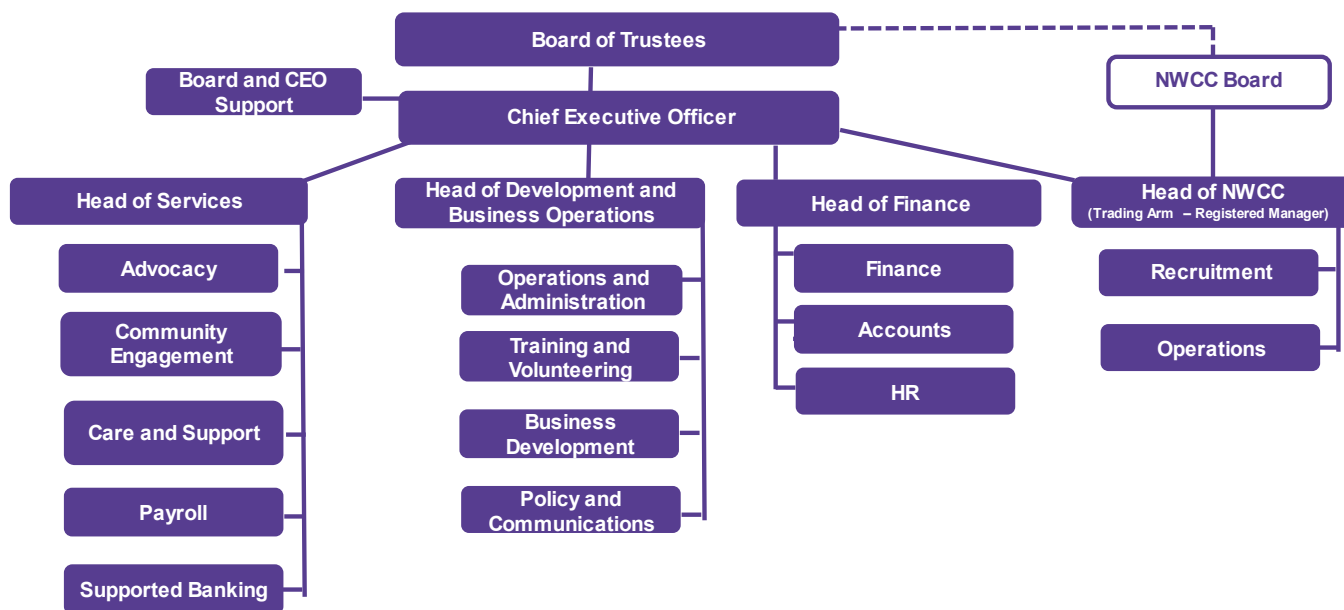 Board of Trustees
Board and CEO
Support
NWCC Board
Chief Executive Officer
Head of Services
Head of Development and
Business Operations
Head of Finance
Head of NWCC
(Trading Arm – Registered Manager)
Advocacy
Community
Engagement
Care and Support
Payroll
Supported Banking
Operations and
Administration
Training and
Volunteering
Business
Development
Policy and
Communications
Finance
Accounts
HR
Recruitment
Operations